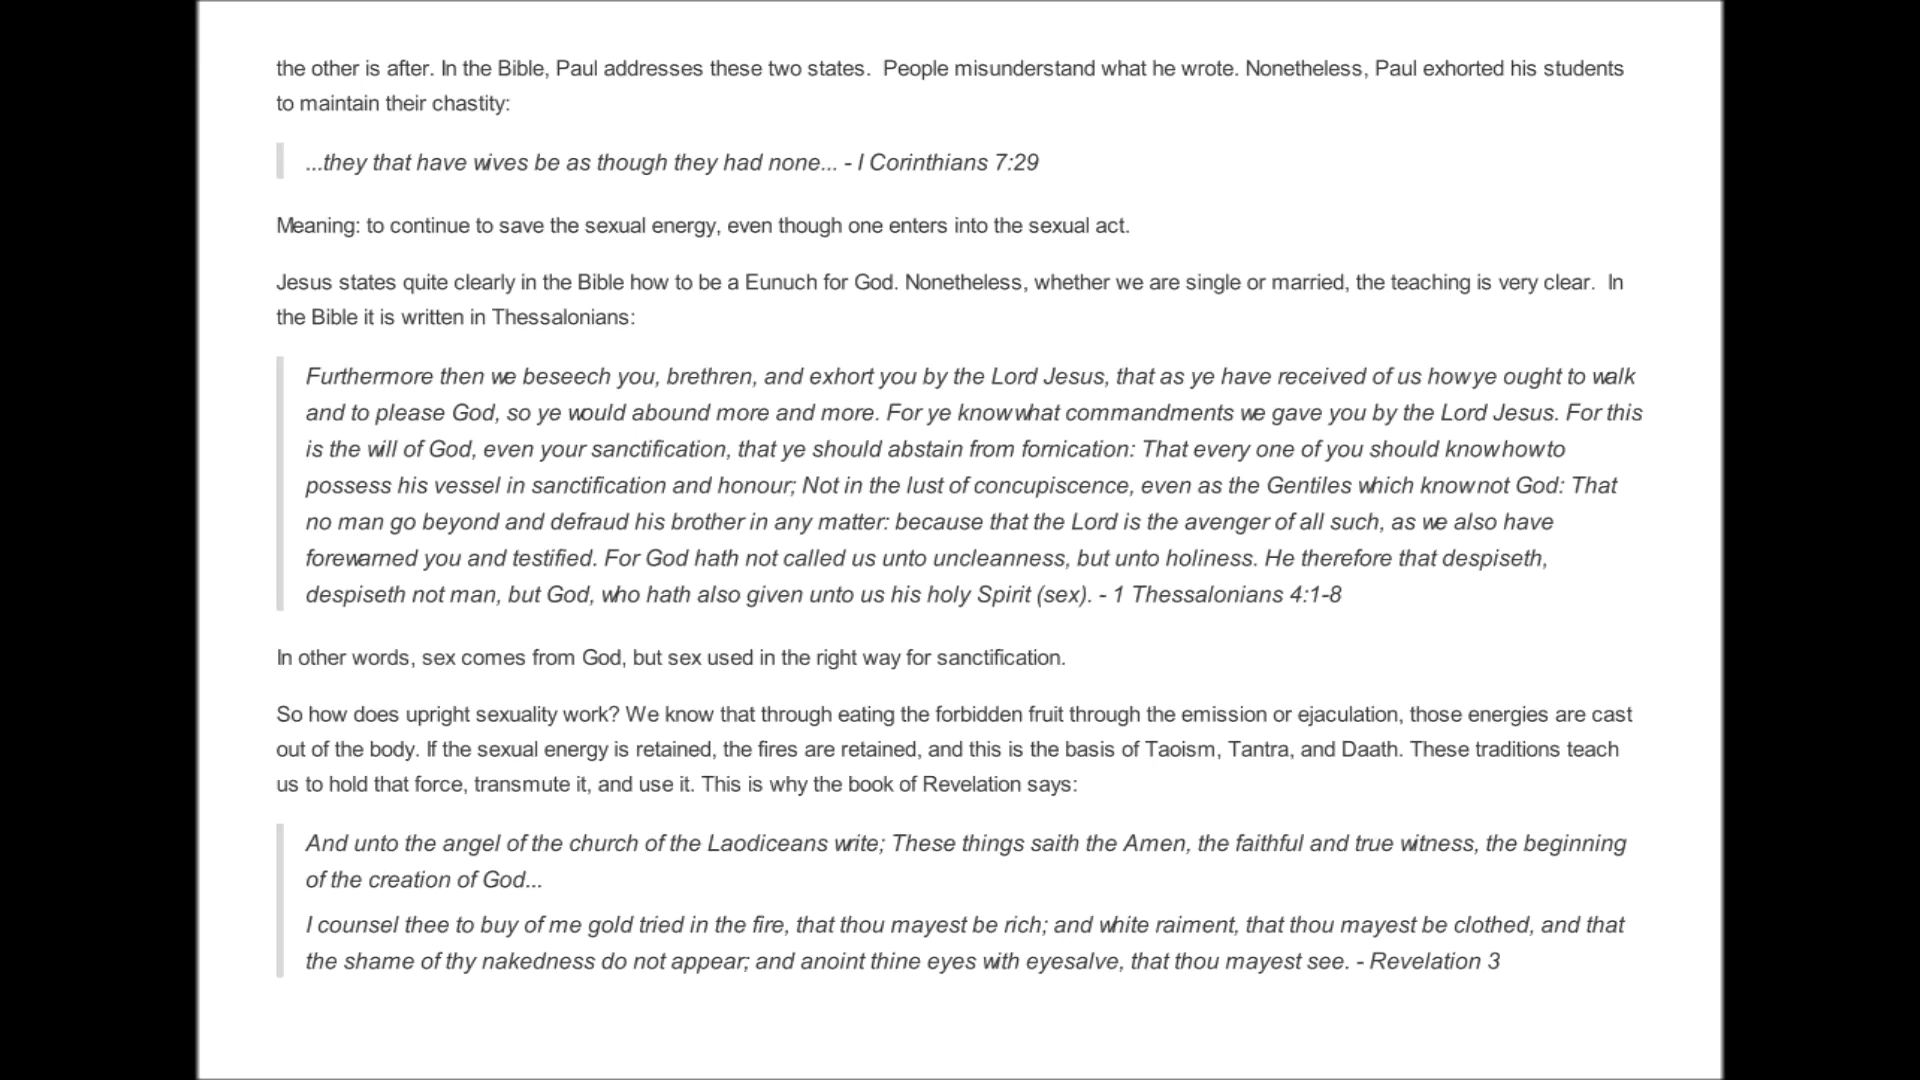 the other is after. In the Bible, Paul addresses these two states.  People misunderstand what he wrote. Nonetheless, Paul exhorted his students
to maintain their chastity:
...they that have wives be as though they had none... - I Corinthians 7:29
Meaning: to continue to save the sexual energy, even though one enters into the sexual act.
Jesus states quite clearly in the Bible how to be a Eunuch for God. Nonetheless, whether we are single or married, the teaching is very clear.  In
the Bible it is written in Thessalonians:
Furthermore then we beseech you, brethren, and exhort you by the Lord Jesus, that as ye have received of us how ye ought to walk
and to please God, so ye would abound more and more. For ye know what commandments we gave you by the Lord Jesus. For this
is the will of God, even your sanctification, that ye should abstain from fornication: That every one of you should know how to
possess his vessel in sanctification and honour; Not in the lust of concupiscence, even as the Gentiles which know not God: That
no man go beyond and defraud his brother in any matter: because that the Lord is the avenger of all such, as we also have
forewarned you and testified. For God hath not called us unto uncleanness, but unto holiness. He therefore that despiseth,
despiseth not man, but God, who hath also given unto us his holy Spirit (sex). - 1 Thessalonians 4:1-8
In other words, sex comes from God, but sex used in the right way for sanctification.
So how does upright sexuality work? We know that through eating the forbidden fruit through the emission or ejaculation, those energies are cast
out of the body. If the sexual energy is retained, the fires are retained, and this is the basis of Taoism, Tantra, and Daath. These traditions teach
us to hold that force, transmute it, and use it. This is why the book of Revelation says:
And unto the angel of the church of the Laodiceans write; These things saith the Amen, the faithful and true witness, the beginning
of the creation of God...
I counsel thee to buy of me gold tried in the fire, that thou mayest be rich; and white raiment, that thou mayest be clothed, and that
the shame of thy nakedness do not appear; and anoint thine eyes with eyesalve, that thou mayest see. - Revelation 3